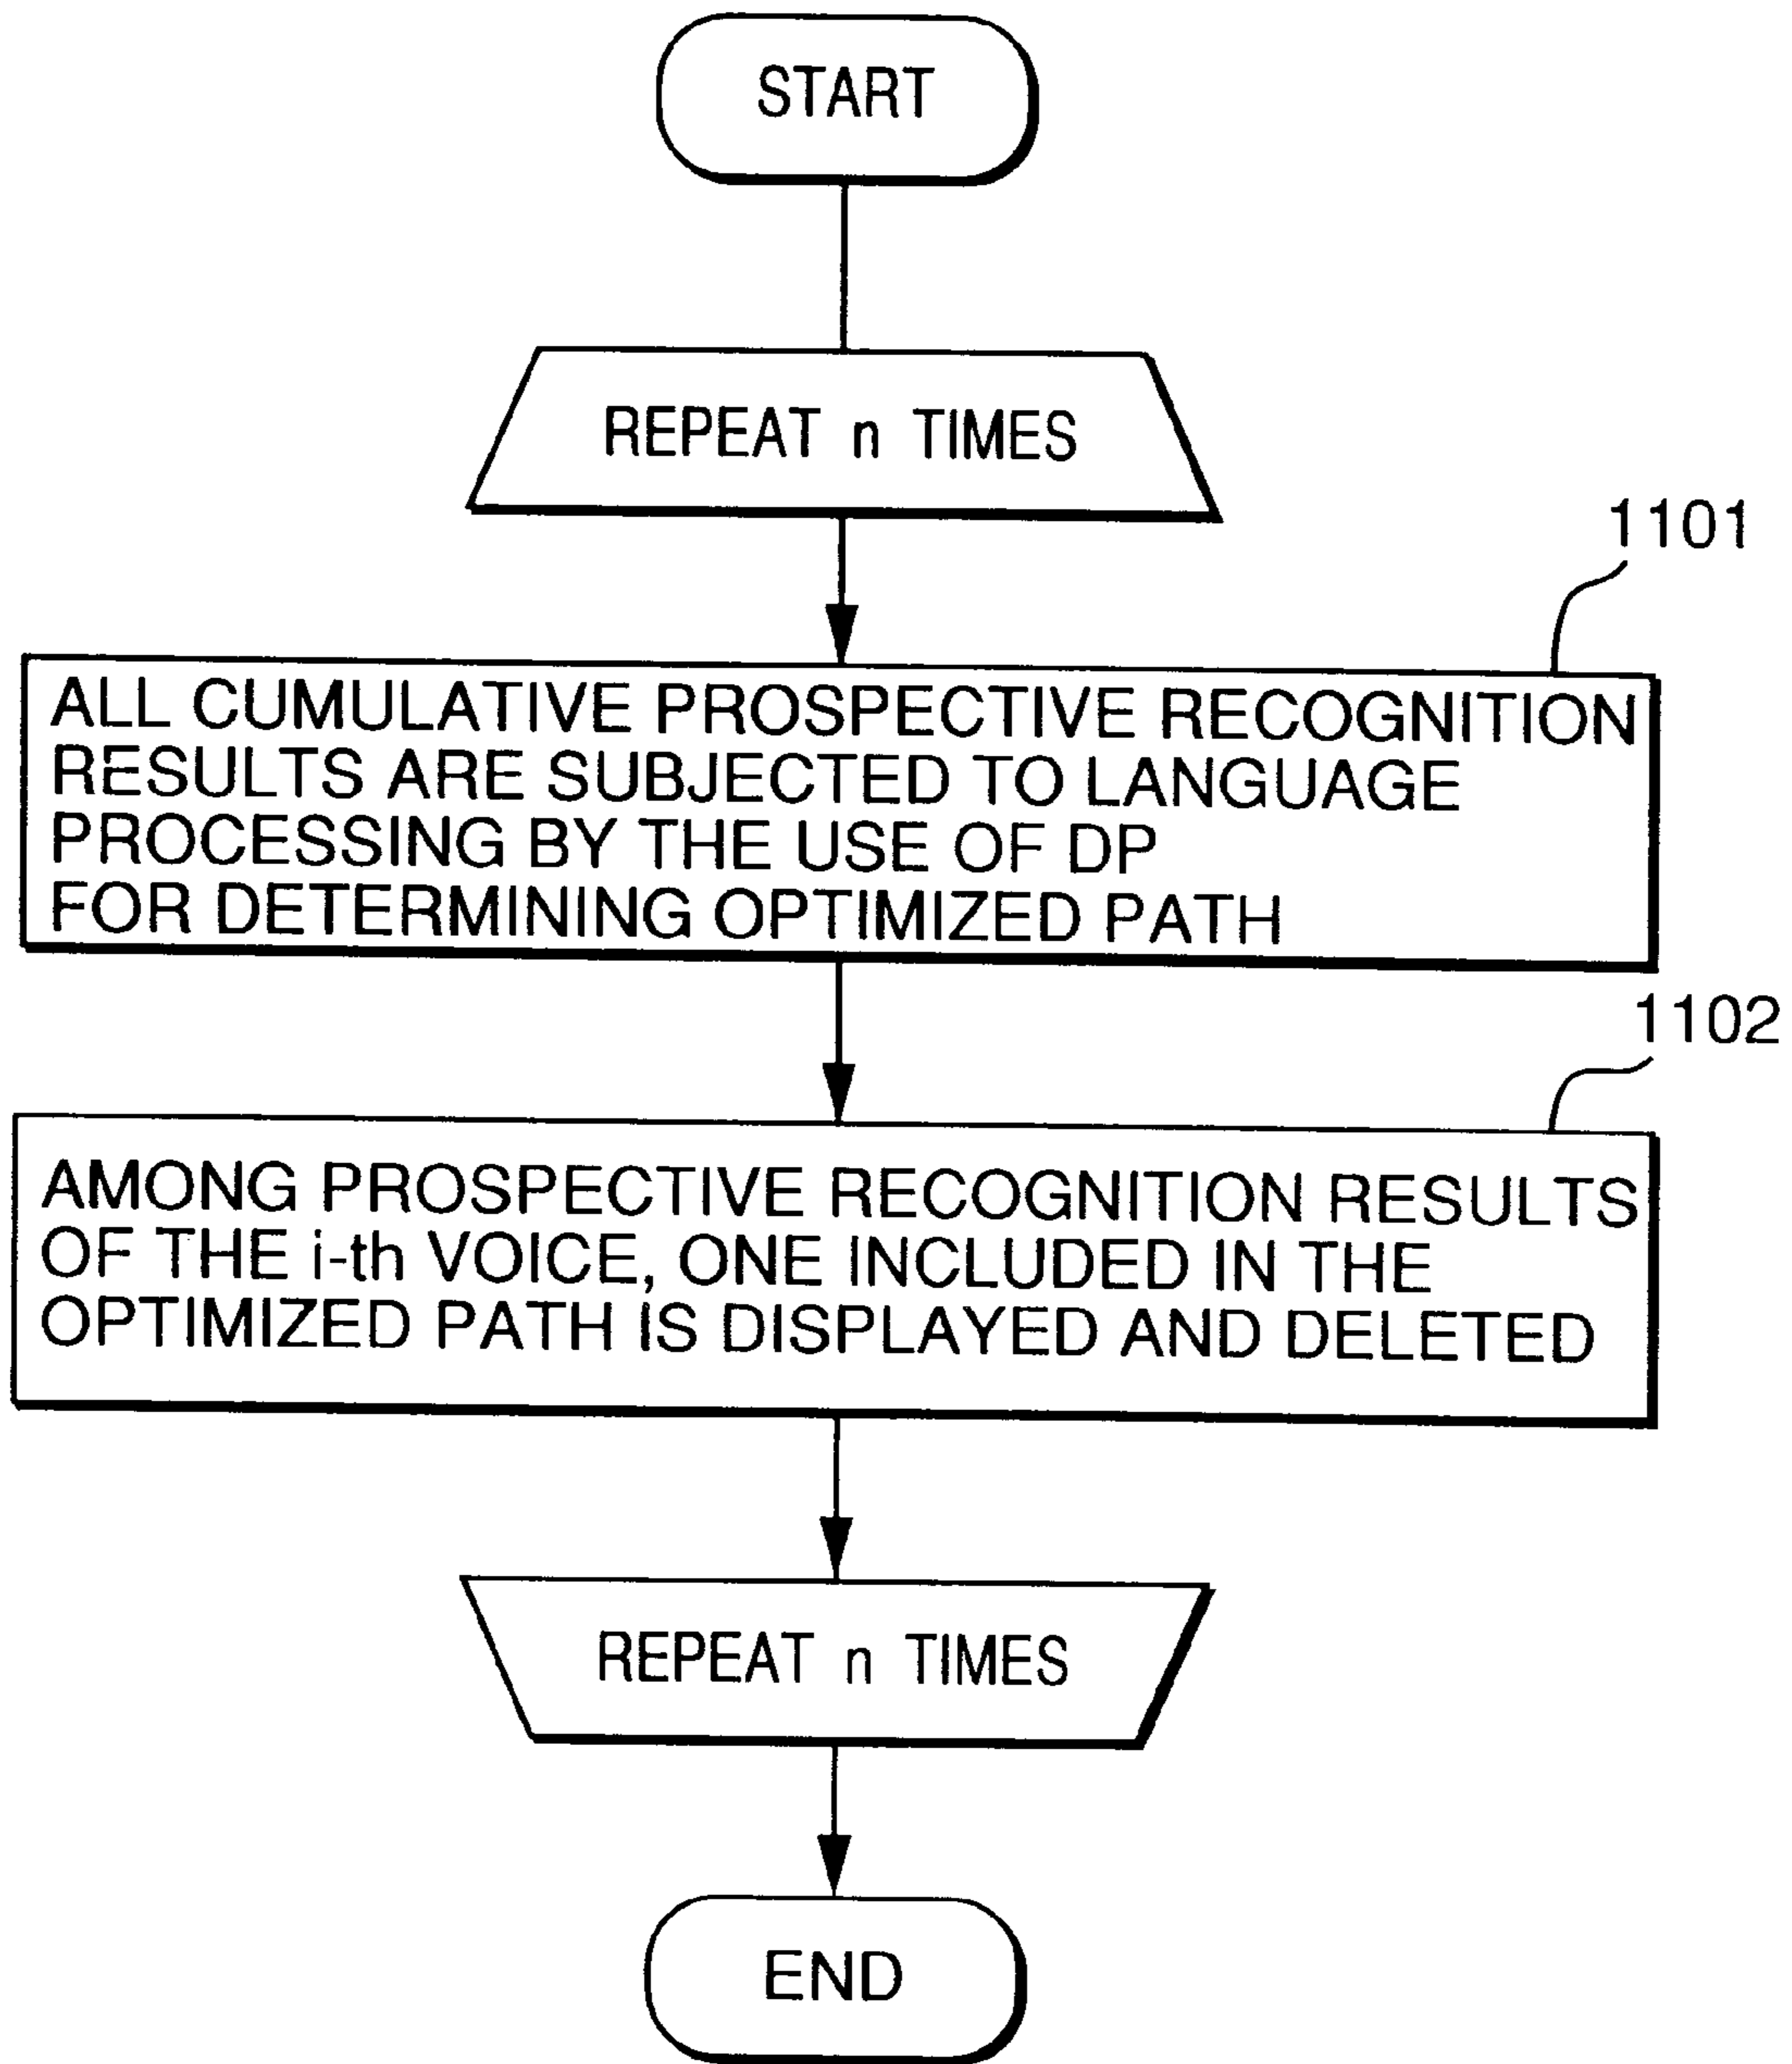 START
REPEAT n TIMES
1101
ALL CUMULATIVE PROSPECTIVE RECOGNITION
RESULTS ARE SUBJECTED TO LANGUAGE
PROCESSING BY THE USE OF DP
FOR DETERMINING OPTIMIZED PATH
1102
AMONG PROSPECTIVE RECOGNITION RESULTS
OF THE i-th VOICE, ONE INCLUDED IN THE
OPTIMIZED PATH IS DISPLAYED AND DELETED
REPEAT n TIMES
END